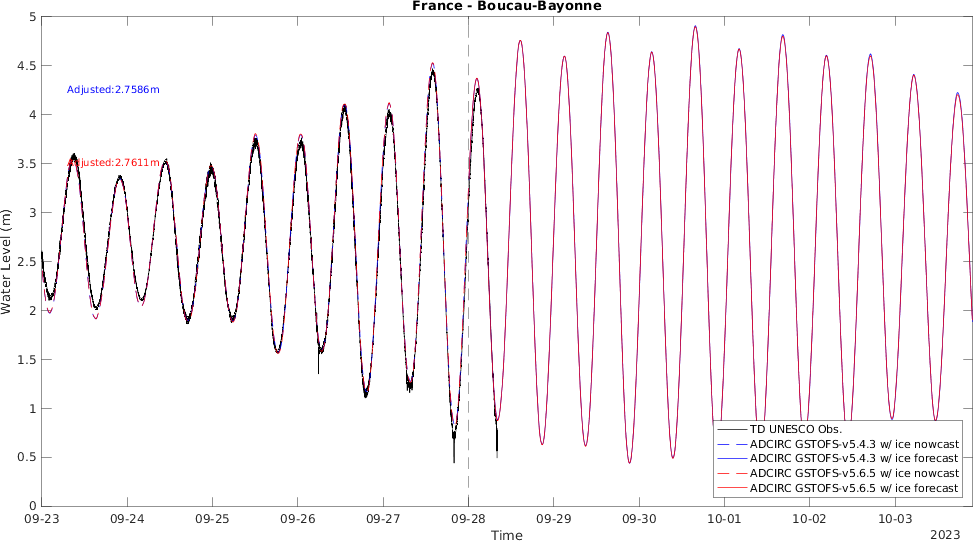 France - Boucau-Bayonne
5
4.5
4
3.5
3
2.5
2
1.5
1
0.5
0
Water Level (m)
Adjusted:2.7586m
Adjusted:2.7611m
TD UNESCO Obs.
ADCIRC GSTOFS-v5.4.3 w/ ice nowcast
ADCIRC GSTOFS-v5.4.3 w/ ice forecast
ADCIRC GSTOFS-v5.6.5 w/ ice nowcast
ADCIRC GSTOFS-v5.6.5 w/ ice forecast
09-23 09-24 09-25 09-26 09-27 09-28 09-29 09-30 10-01 10-02 10-03
Time
2023